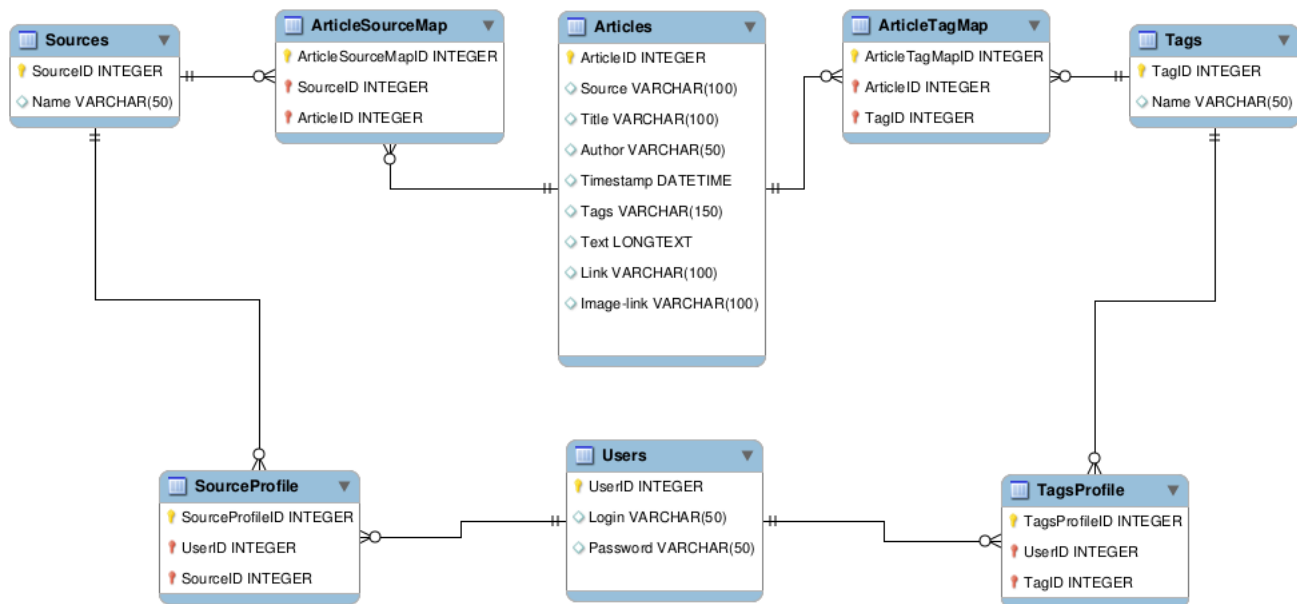 Sources
SourceID INTEGER
Name VARCHAR(50)
ArticleSourceMap
ArticleSourceMapID INTEGER
SourceID INTEGER
ArticleID INTEGER
Articles
ArticleID INTEGER
Source VARCHAR(100)
Title VARCHAR(100)
Author VARCHAR(50)
Timestamp DATETIME
Tags VARCHAR(150)
Text LONGTEXT
Link VARCHAR(100)
Image-link VARCHAR(100)
ArticleTagMap
ArticleTagMapID INTEGER
ArticleID INTEGER
TagID INTEGER
Tags
TagID INTEGER
Name VARCHAR(50)
SourceProfile
SourceProfileID INTEGER
UserID INTEGER
SourceID INTEGER
Users
UserID INTEGER
Login VARCHAR(50)
Password VARCHAR(50)
TagsProfile
TagsProfileID INTEGER
UserID INTEGER
TagID INTEGER